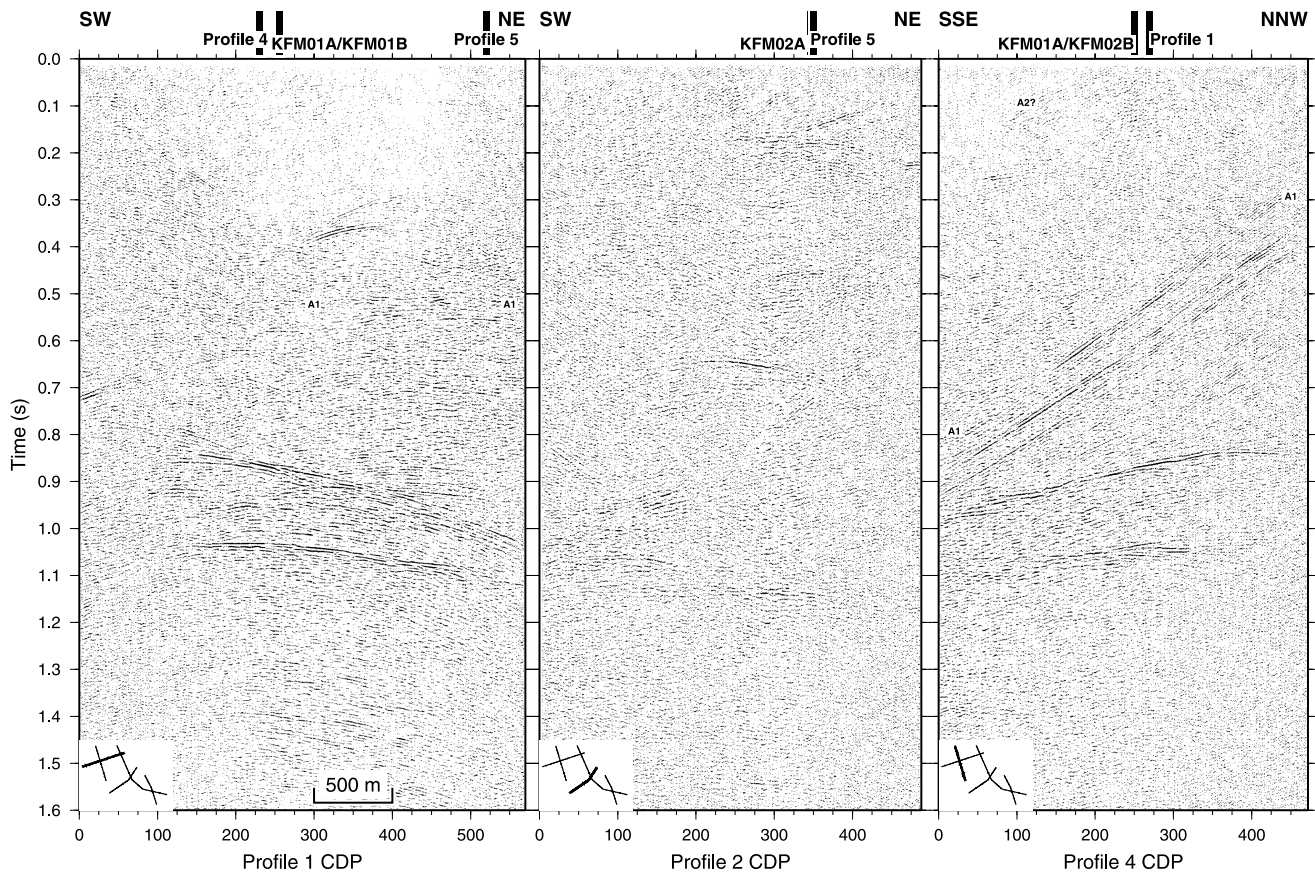 SW NE SW NE SSE NNW
Profile 4 KFM01A/KFM01B Profile 5 KFM02A Profile 5 KFM01A/KFM02B Profile 1
0.0
0.1
0.2
0.3
0.4
0.5
0.6
0.7
0.8
0.9
1.0
1.1
1.2
1.3
1.4
1.5
1.6
Time (s)
A1 A1
A2?
A1
A1
500 m
0 100 200 300 400 500
Profile 1 CDP
0 100 200 300 400
Profile 2 CDP
0 100 200 300 400
Profile 4 CDP